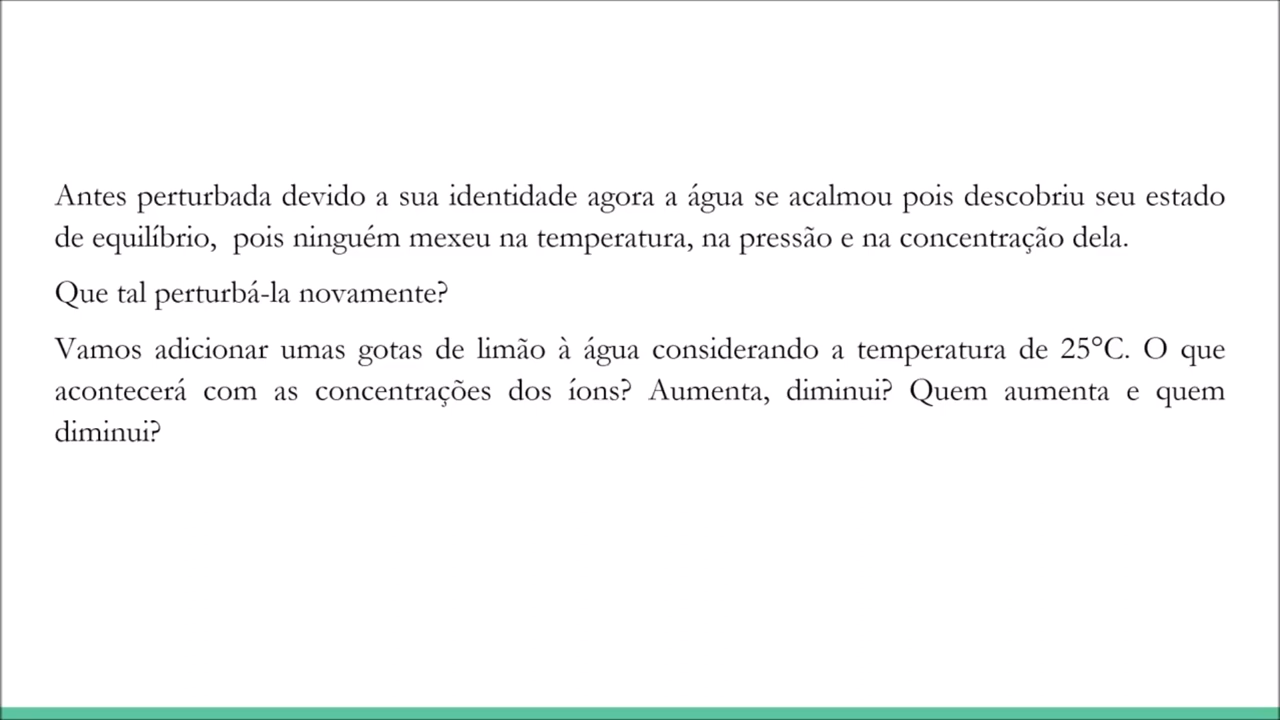 Antes perturbada devido a sua identidade agora a água se acalmou pois descobriu seu estado
de equilíbrio, pois ninguém mexeu na temperatura, na pressão e na concentração dela.
Que tal perturbá-la novamente?
Vamos adicionar umas gotas de limão à água considerando a temperatura de 25°C. O que
acontecerá com as concentrações dos íons? Aumenta, diminui? Quem aumenta e quem
diminui?